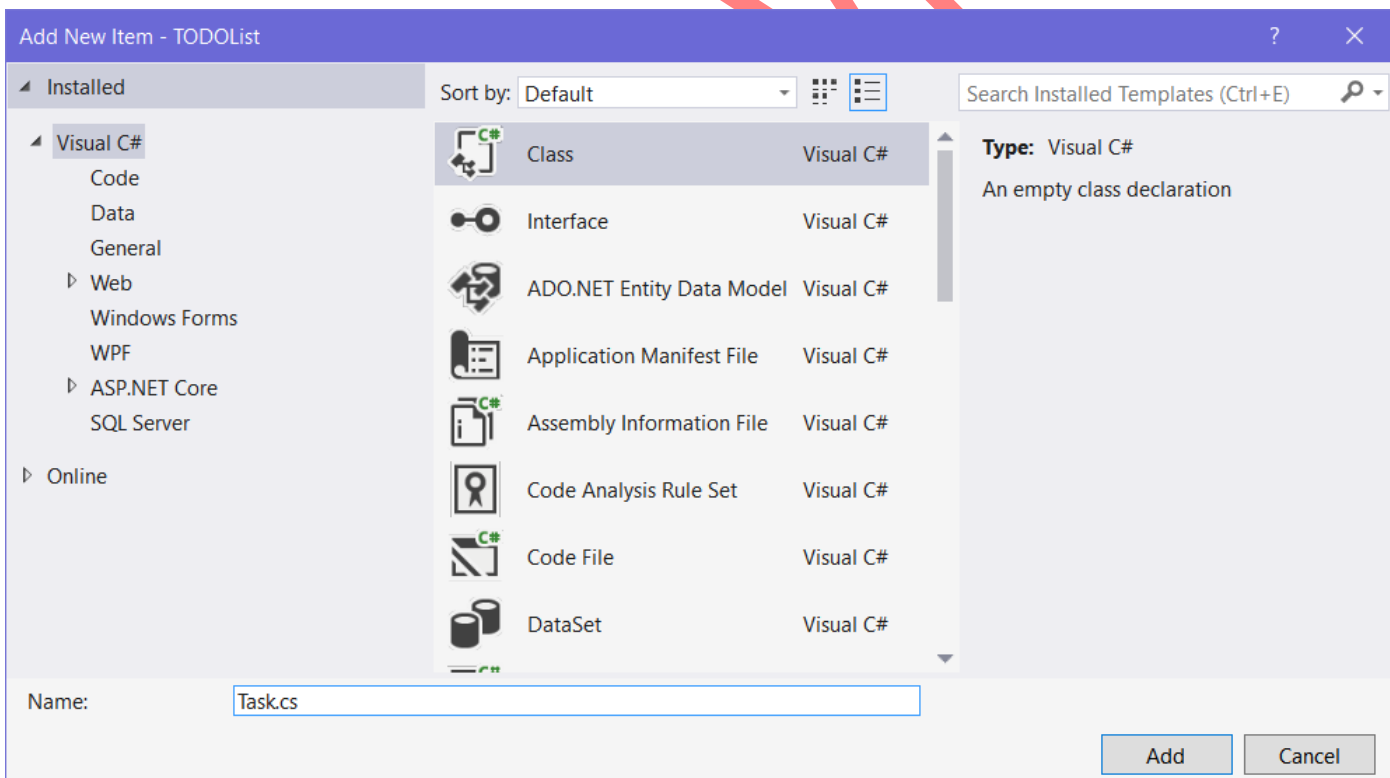 Add New Item - TODOList
?
Installed
Visual C#
Code
Data
General
Web
Windows Forms
WPF
ASP.NET Core
SQL Server
Online
Sort by: Default
Class Visual C#
Interface Visual C#
ADO.NET Entity Data Model Visual C#
Application Manifest File Visual C#
Assembly Information File Visual C#
Code Analysis Rule Set Visual C#
Code File Visual C#
DataSet Visual C#
Search Installed Templates (Ctrl+E)
Type: Visual C#
An empty class declaration
Name: Task.cs
Add Cancel